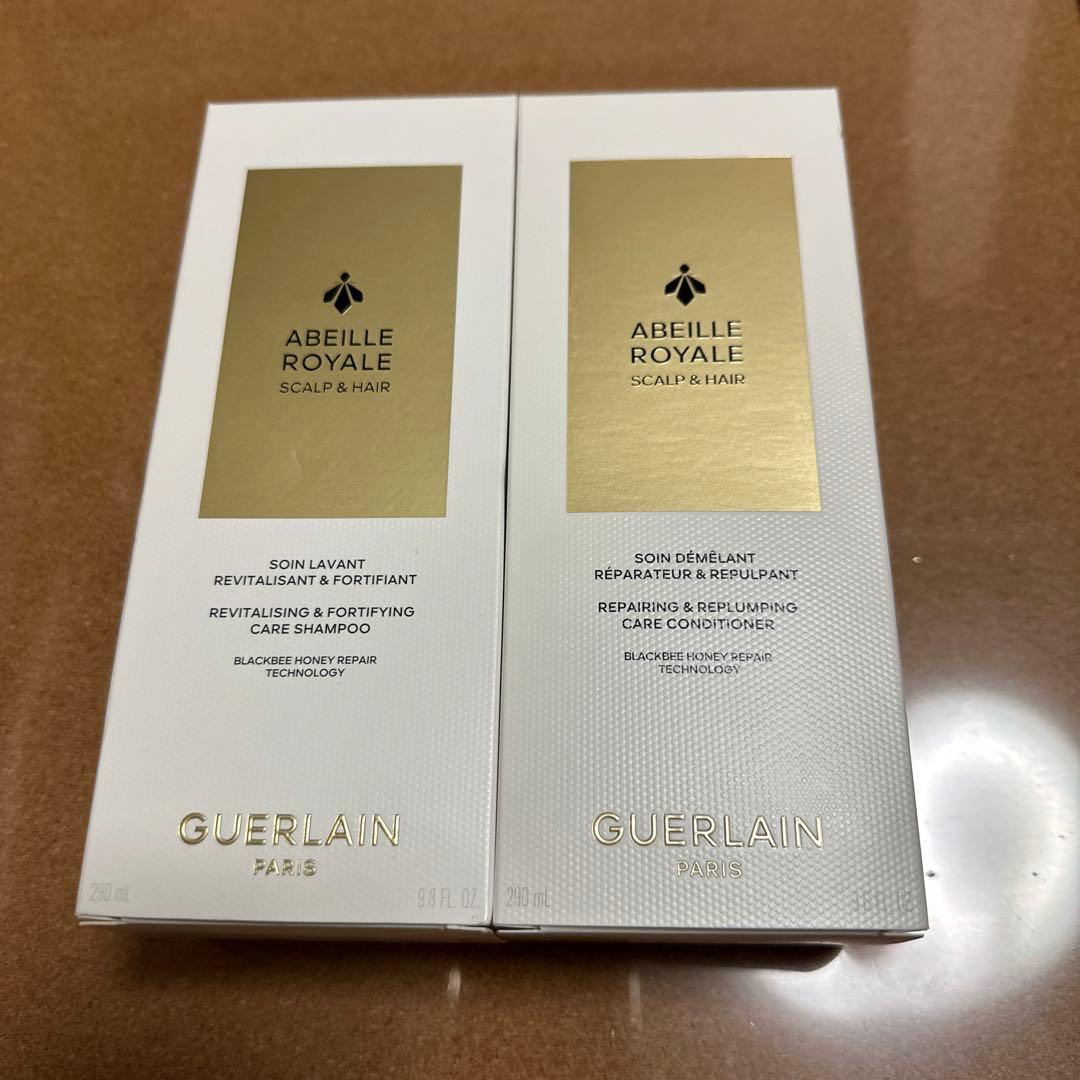 ABEILLE
ROYALE
SCALP & HAIR
SOIN LAVANT
REVITALISANT & FORTIFIANT
REVITALISING & FORTIFYING
CARE SHAMPOO
BLACKBEE HONEY REPAIR
TECHNOLOGY
GUERLAIN
PARIS
290 mL
9.8 FL. OZ.
ABEILLE
ROYALE
SCALP & HAIR
SOIN DÉMÊLANT
RÉPARATEUR & REPULPANT
REPAIRING & REPLUMPING
CARE CONDITIONER
BLACKBEE HONEY REPAIR
TECHNOLOGY
GUERLAIN
PARIS
290 mL